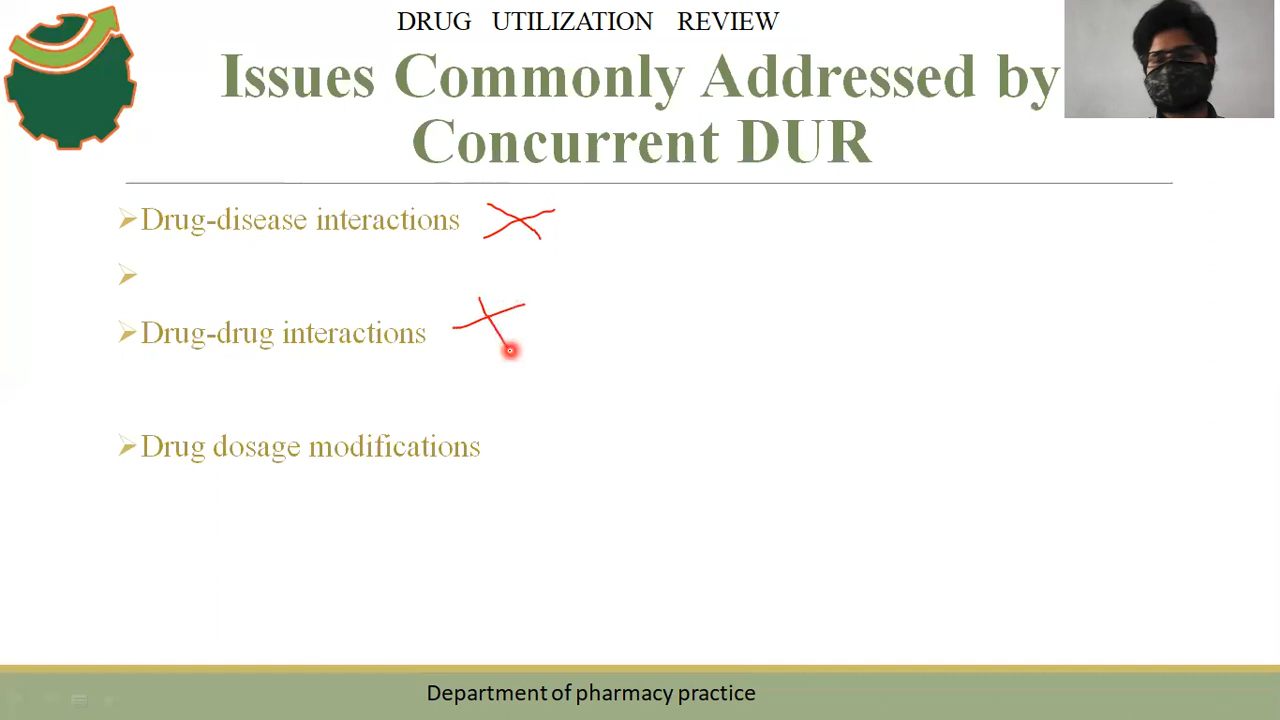 DRUG UTILIZATION REVIEW
Issues Commonly Addressed by
Concurrent DUR
Drug-disease interactions
Drug-drug interactions
Drug dosage modifications
Department of pharmacy practice